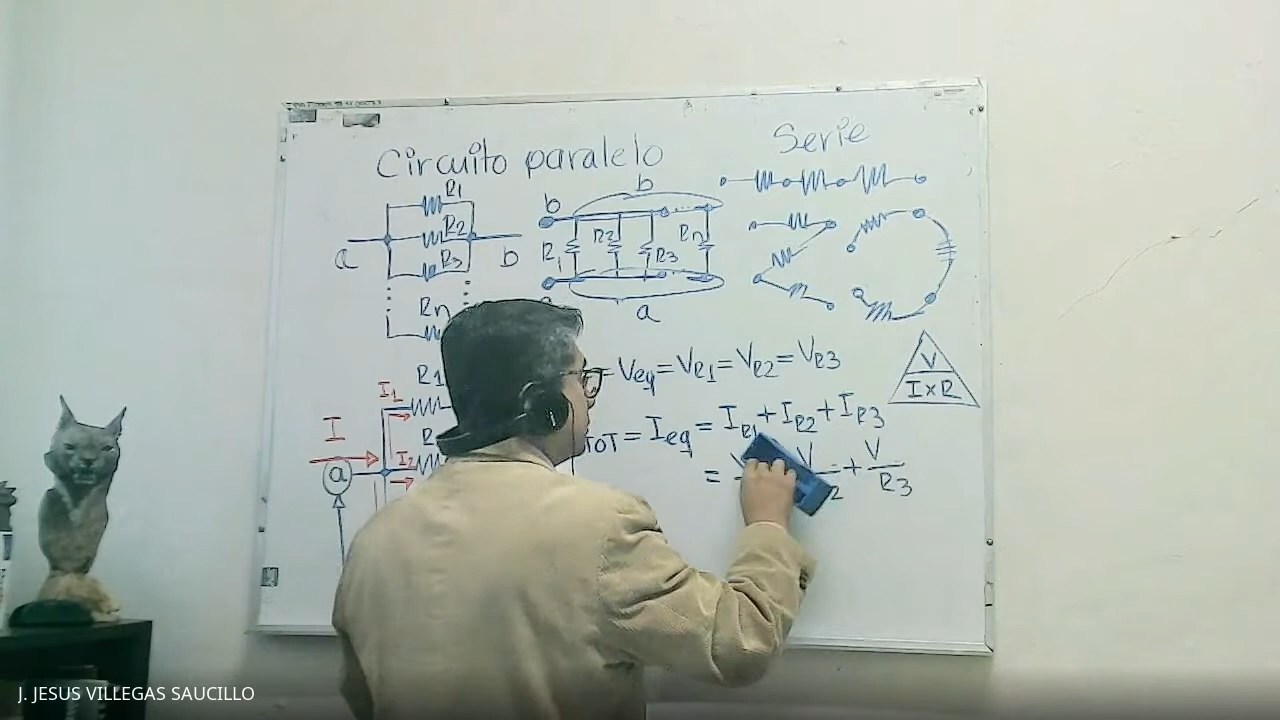 Circuito paralelo
Serie
R1
R2
R3
Rn
a
b
b
b
R1
R2
R3
Rn
a
= Veq = VR1 = VR2 = VR3
V
I x R
TOT = Ieq = IR1 + IR2 + IR3
= V + V/R3
R1
I1
I
I2
R
a
J. JESUS VILLEGAS SAUCILLO